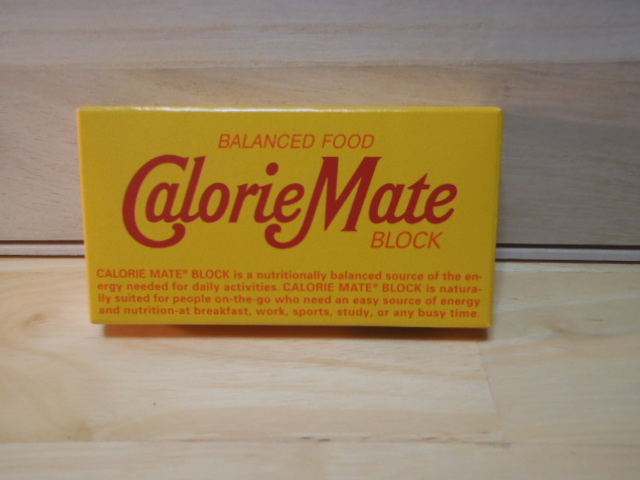 BALANCED FOOD
CalorieMate
BLOCK
CALORIE MATE® BLOCK is a nutritionally balanced source of the en-
ergy needed for daily activities. CALORIE MATE® BLOCK is natura-
lly suited for people on-the-go who need an easy source of energy
and nutrition-at breakfast, work, sports, study, or any busy time.